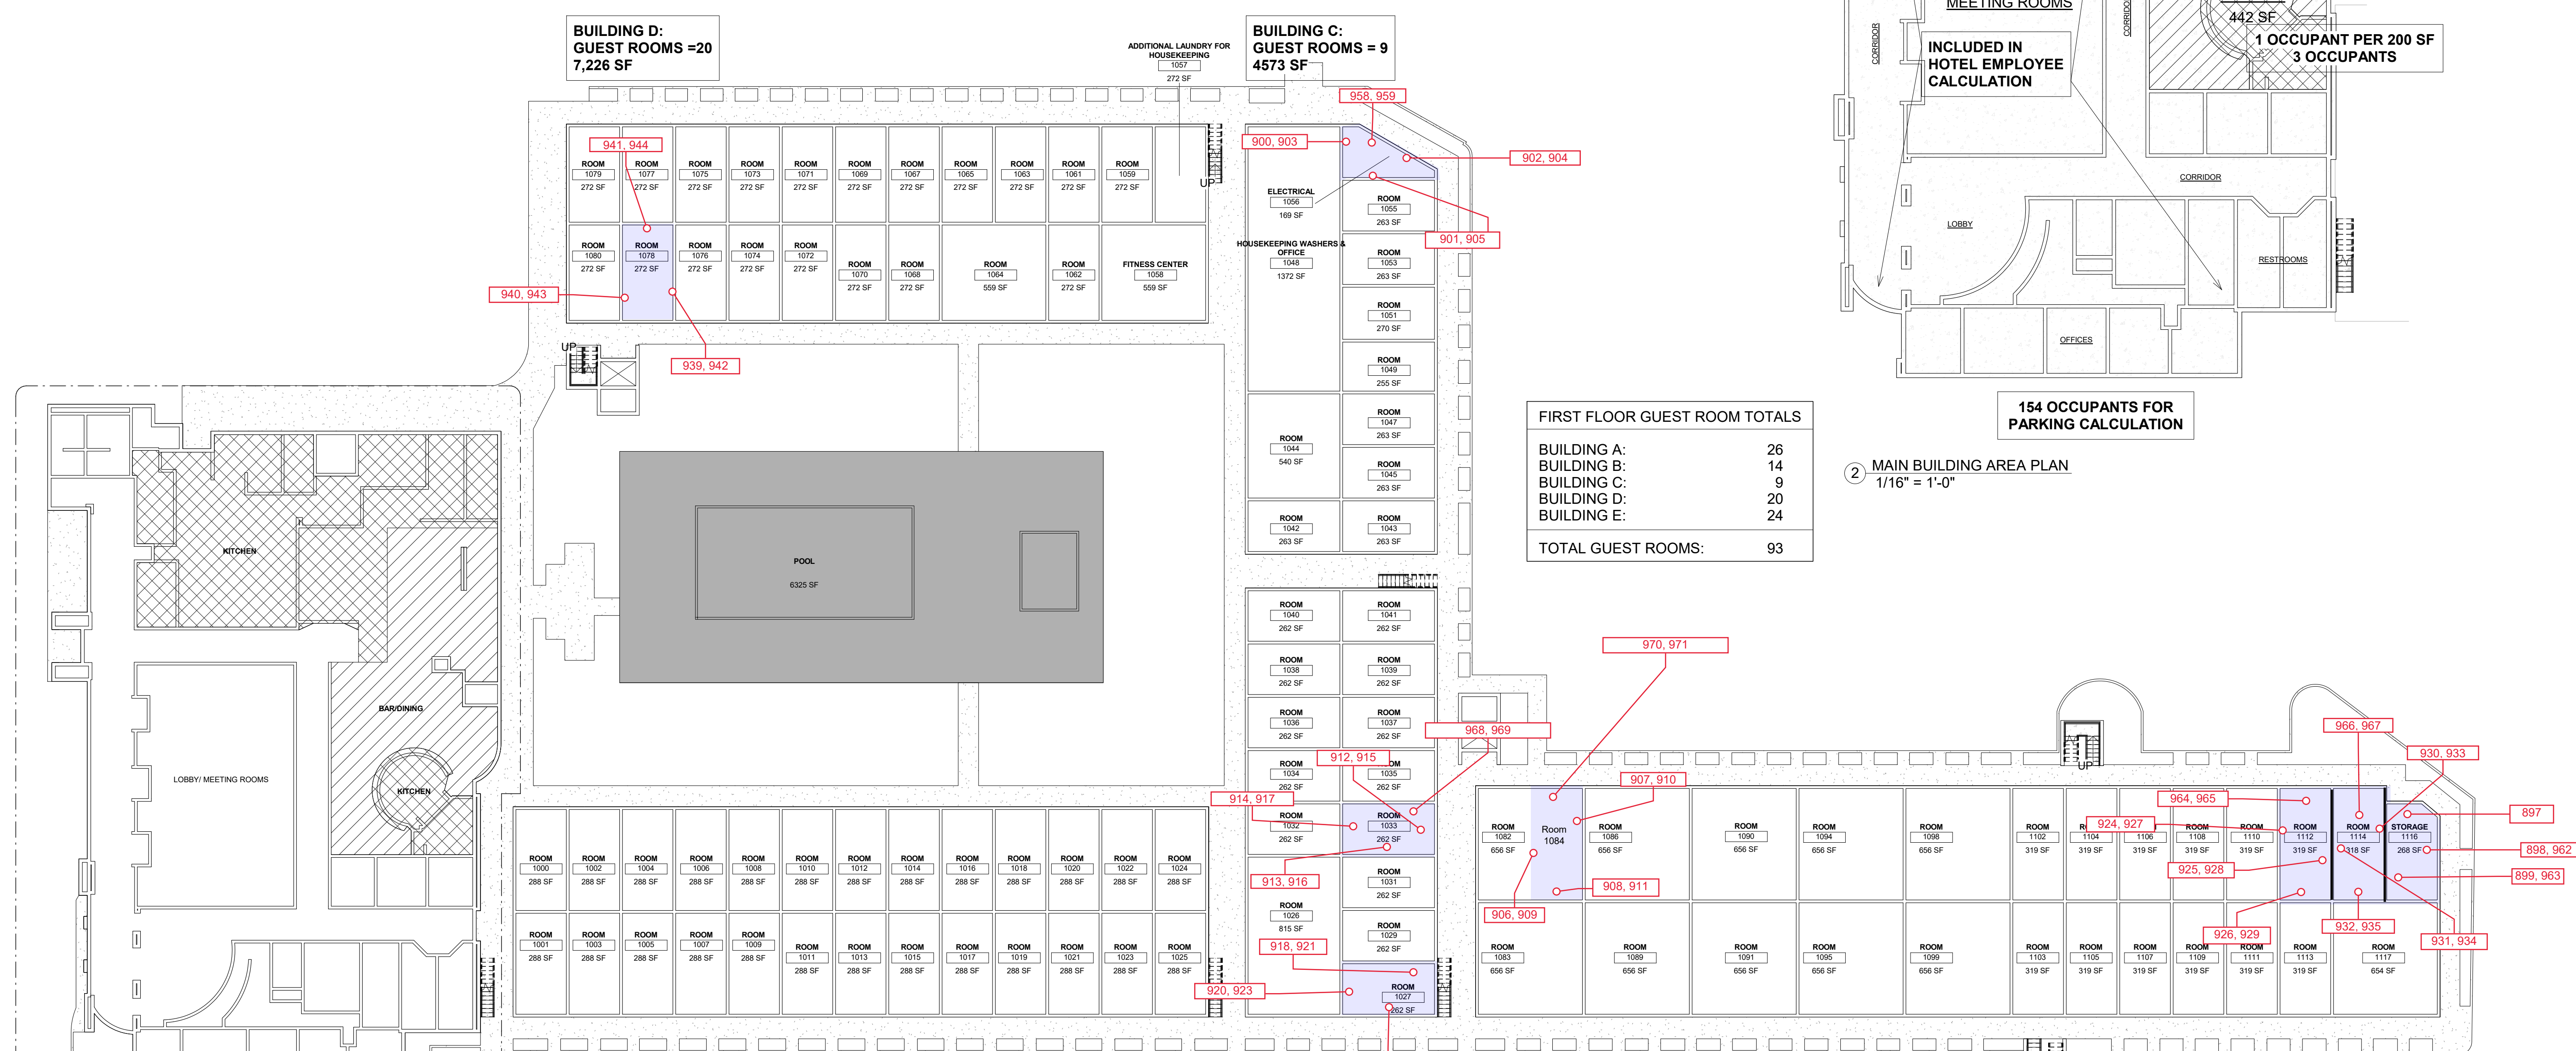 BUILDING D:
GUEST ROOMS =20
7,226 SF
ADDITIONAL LAUNDRY FOR
HOUSEKEEPING
1057
272 SF
BUILDING C:
GUEST ROOMS = 9
4573 SF
CORRIDOR
MEETING ROOMS
CORRIDOR
442 SF
1 OCCUPANT PER 200 SF
3 OCCUPANTS
INCLUDED IN
HOTEL EMPLOYEE
CALCULATION
CORRIDOR
LOBBY
RESTROOMS
OFFICES
154 OCCUPANTS FOR
PARKING CALCULATION
2 MAIN BUILDING AREA PLAN
1/16" = 1'-0"
958, 959
900, 903
902, 904
901, 905
941, 944
940, 943
939, 942
ROOM
1079
272 SF
ROOM
1077
272 SF
ROOM
1075
272 SF
ROOM
1073
272 SF
ROOM
1071
272 SF
ROOM
1069
272 SF
ROOM
1067
272 SF
ROOM
1065
272 SF
ROOM
1063
272 SF
ROOM
1061
272 SF
ROOM
1059
272 SF
UP
ROOM
1080
272 SF
ROOM
1078
272 SF
ROOM
1076
272 SF
ROOM
1074
272 SF
ROOM
1072
272 SF
ROOM
1070
272 SF
ROOM
1068
272 SF
ROOM
1064
559 SF
ROOM
1062
272 SF
FITNESS CENTER
1058
559 SF
UP
ELECTRICAL
1056
169 SF
HOUSEKEEPING WASHERS &
OFFICE
1048
1372 SF
ROOM
1055
263 SF
ROOM
1053
263 SF
ROOM
1051
270 SF
ROOM
1049
255 SF
ROOM
1044
540 SF
ROOM
1047
263 SF
ROOM
1045
263 SF
ROOM
1042
263 SF
ROOM
1043
263 SF
FIRST FLOOR GUEST ROOM TOTALS
BUILDING A: 26
BUILDING B: 14
BUILDING C: 9
BUILDING D: 20
BUILDING E: 24
TOTAL GUEST ROOMS: 93
KITCHEN
BAR/DINING
KITCHEN
LOBBY/ MEETING ROOMS
POOL
6325 SF
ROOM
1040
262 SF
ROOM
1041
262 SF
ROOM
1038
262 SF
ROOM
1039
262 SF
ROOM
1036
262 SF
ROOM
1037
262 SF
ROOM
1034
262 SF
OM
1035
262 SF
1032
262 SF
ROOM
1033
262 SF
ROOM
1031
262 SF
ROOM
1026
815 SF
ROOM
1029
262 SF
ROOM
1027
262 SF
970, 971
968, 969
912, 915
914, 917
913, 916
918, 921
920, 923
907, 910
908, 911
906, 909
966, 967
930, 933
964, 965
924, 927
897
898, 962
925, 928
899, 963
926, 929
932, 935
931, 934
ROOM
1000
288 SF
ROOM
1002
288 SF
ROOM
1004
288 SF
ROOM
1006
288 SF
ROOM
1008
288 SF
ROOM
1010
288 SF
ROOM
1012
288 SF
ROOM
1014
288 SF
ROOM
1016
288 SF
ROOM
1018
288 SF
ROOM
1020
288 SF
ROOM
1022
288 SF
ROOM
1024
288 SF
ROOM
1001
288 SF
ROOM
1003
288 SF
ROOM
1005
288 SF
ROOM
1007
288 SF
ROOM
1009
288 SF
ROOM
1011
288 SF
ROOM
1013
288 SF
ROOM
1015
288 SF
ROOM
1017
288 SF
ROOM
1019
288 SF
ROOM
1021
288 SF
ROOM
1023
288 SF
ROOM
1025
288 SF
UP
ROOM
1082
656 SF
Room
1084
ROOM
1086
656 SF
ROOM
1090
656 SF
ROOM
1094
656 SF
ROOM
1098
656 SF
ROOM
1102
319 SF
1104
319 SF
1106
319 SF
ROOM
1108
319 SF
ROOM
1110
319 SF
ROOM
1112
319 SF
ROOM
1114
318 SF
STORAGE
1116
268 SF
ROOM
1083
656 SF
ROOM
1089
656 SF
ROOM
1091
656 SF
ROOM
1095
656 SF
ROOM
1099
656 SF
ROOM
1103
319 SF
ROOM
1105
319 SF
ROOM
1107
319 SF
ROOM
1109
319 SF
ROOM
1111
319 SF
ROOM
1113
319 SF
ROOM
1117
654 SF